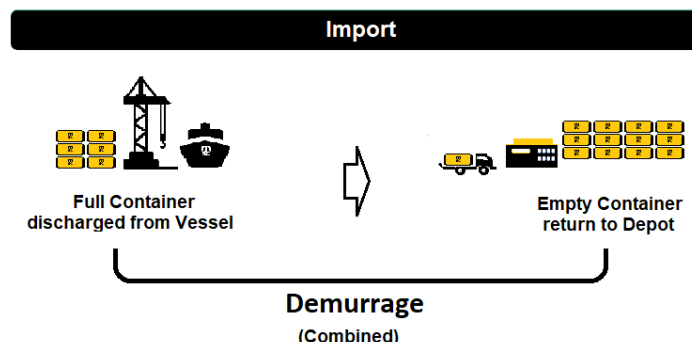 Import
Full Container
discharged from Vessel
Empty Container
return to Depot
Demurrage
(Combined)